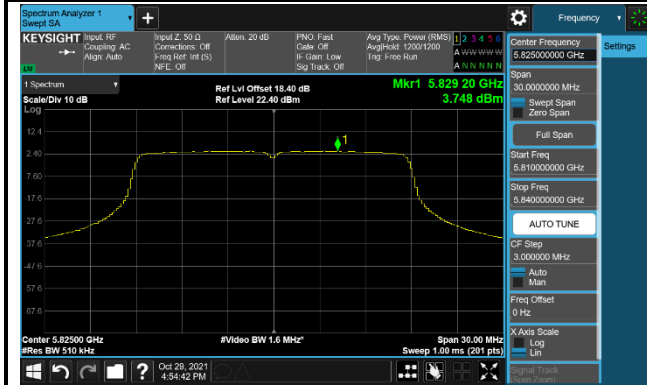 Spectrum Analyzer 1
Swept SA
+
Frequency
KEYSIGHT
Input: RF
Coupling: AC
Align: Auto
Input Z: 50 Ω
Corrections: Off
Freq Ref: Int (S)
NFE: Off
Atten: 20 dB
PNO: Fast
Gate: Off
IF Gain: Low
Sig Track: Off
Avg Type: Power (RMS)
Avg|Hold: 1200/1200
Trig: Free Run
1 2 3 4 5 6
A W W W W W
A N N N N N
LU
1 Spectrum
Scale/Div 10 dB
Log
Ref Lvl Offset 18.40 dB
Ref Level 22.40 dBm
Mkr1 5.829 20 GHz
3.748 dBm
1
12.4
2.40
-7.60
-17.6
-27.6
-37.6
-47.6
-57.6
-67.6
Center 5.82500 GHz
#Res BW 510 kHz
#Video BW 1.6 MHz*
Span 30.00 MHz
Sweep 1.00 ms (201 pts)
Oct 29, 2021
4:54:42 PM
?
Center Frequency
5.825000000 GHz
Settings
Span
30.0000000 MHz
Swept Span
Zero Span
Full Span
Start Freq
5.810000000 GHz
Stop Freq
5.840000000 GHz
AUTO TUNE
CF Step
3.000000 MHz
Auto
Man
Freq Offset
0 Hz
X Axis Scale
Log
Lin
Signal Track
(Span Zoom)